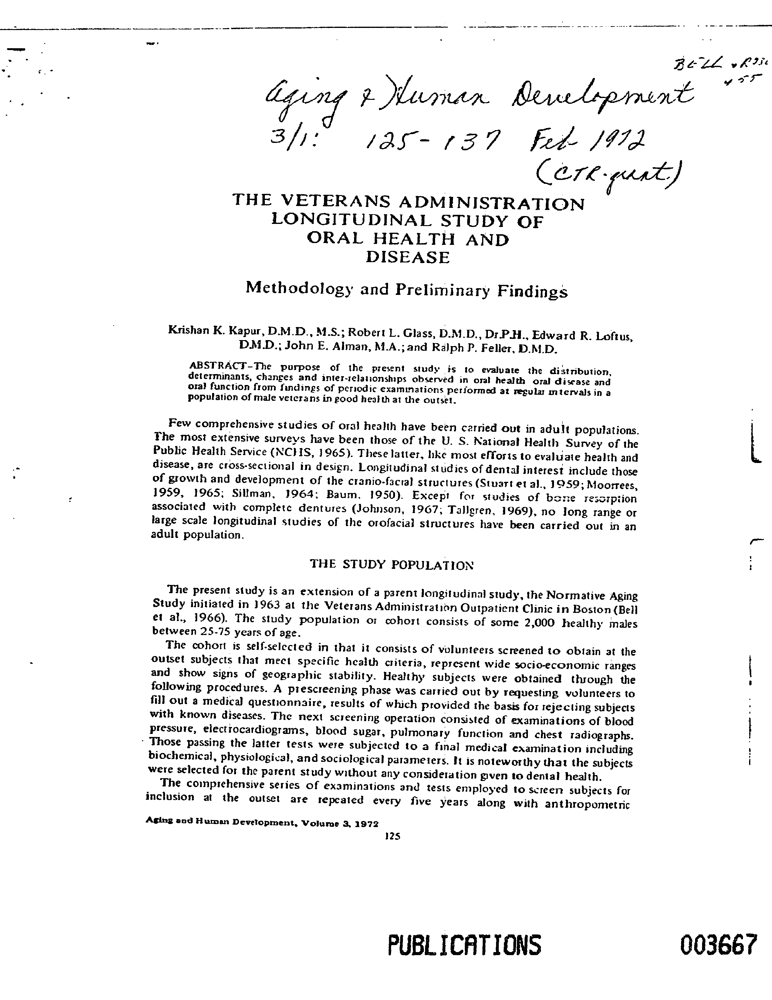 BELL & ROSE
455
Aging & Human Development
3/1: 125-137 Feb 1972
(CTR-grant)
THE VETERANS ADMINISTRATION
LONGITUDINAL STUDY OF
ORAL HEALTH AND
DISEASE
Methodology and Preliminary Findings
Krishan K. Kapur, D.M.D., M.S.; Robert L. Glass, D.M.D., Dr.P.H., Edward R. Loftus,
D.M.D.; John E. Alman, M.A.; and Ralph P. Feller, D.M.D.
ABSTRACT–The purpose of the present study is to evaluate the distribution,
determinants, changes and inter-relationships observed in oral health oral disease and
oral function from findings of periodic examinations performed at regular intervals in a
population of male veterans in good health at the outset.
Few comprehensive studies of oral health have been carried out in adult populations.
The most extensive surveys have been those of the U. S. National Health Survey of the
Public Health Service (NCHS, 1965). These latter, like most efforts to evaluate health and
disease, are cross-sectional in design. Longitudinal studies of dental interest include those
of growth and development of the cranio-facial structures (Stuart et al., 1959; Moorrees,
1959, 1965; Sillman, 1964; Baum, 1950). Except for studies of bone resorption
associated with complete dentures (Johnson, 1967; Tallgren, 1969), no long range or
large scale longitudinal studies of the orofacial structures have been carried out in an
adult population.
THE STUDY POPULATION
The present study is an extension of a parent longitudinal study, the Normative Aging
Study initiated in 1963 at the Veterans Administration Outpatient Clinic in Boston (Bell
et al., 1966). The study population or cohort consists of some 2,000 healthy males
between 25-75 years of age.
The cohort is self-selected in that it consists of volunteers screened to obtain at the
outset subjects that meet specific health criteria, represent wide socio-economic ranges
and show signs of geographic stability. Healthy subjects were obtained through the
following procedures. A prescreening phase was carried out by requesting volunteers to
fill out a medical questionnaire, results of which provided the basis for rejecting subjects
with known diseases. The next screening operation consisted of examinations of blood
pressure, electrocardiograms, blood sugar, pulmonary function and chest radiographs.
Those passing the latter tests were subjected to a final medical examination including
biochemical, physiological, and sociological parameters. It is noteworthy that the subjects
were selected for the parent study without any consideration given to dental health.
The comprehensive series of examinations and tests employed to screen subjects for
inclusion at the outset are repeated every five years along with anthropometric
Aging and Human Development, Volume 3, 1972
125
PUBLICATIONS 003667